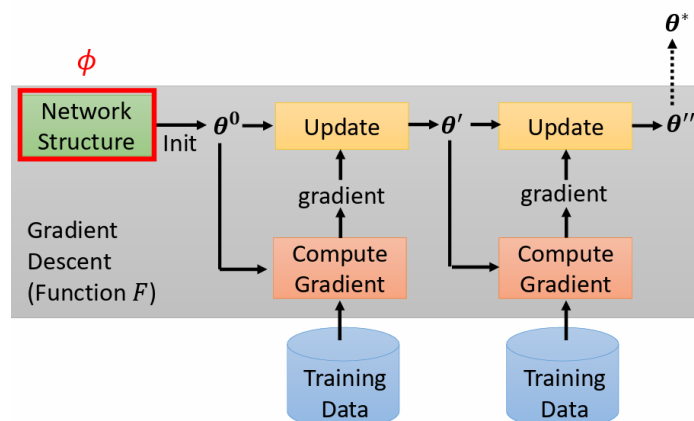 θ*
ϕ
Network
Structure
Init
θ⁰
Update
θ′
Update
θ′′
gradient
gradient
Gradient
Descent
(Function F)
Compute
Gradient
Compute
Gradient
Training
Data
Training
Data